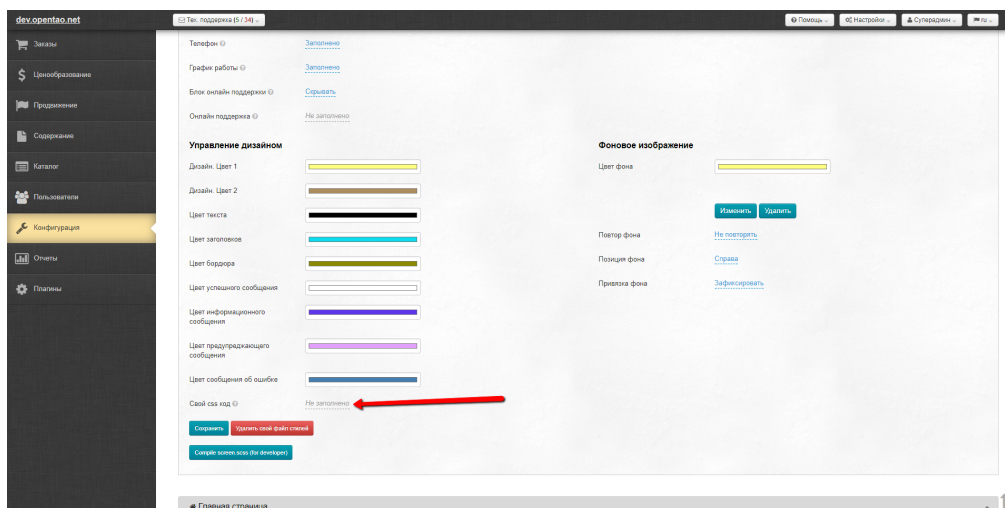 dev.opentao.net
Тех. поддержка (5 / 34)
Помощь
Настройки
Суперадмин
ru
Заказы
Ценообразование
Продвижение
Содержание
Каталог
Пользователи
Конфигурация
Отчеты
Плагины
Телефон Заполнено
График работы Заполнено
Блок онлайн поддержки Скрывать
Онлайн поддержка Не заполнено
Управление дизайном
Дизайн. Цвет 1
Дизайн. Цвет 2
Цвет текста
Цвет заголовков
Цвет бордюра
Цвет успешного сообщения
Цвет информационного
сообщения
Цвет предупреждающего
сообщения
Цвет сообщения об ошибке
Свой css код Не заполнено
Сохранить Удалить свой файл стилей
Compile screen.scss (for developer)
Фоновое изображение
Цвет фона
Изменить Удалить
Повтор фона Не повторять
Позиция фона Справа
Привязка фона Зафиксировать
Главная страница